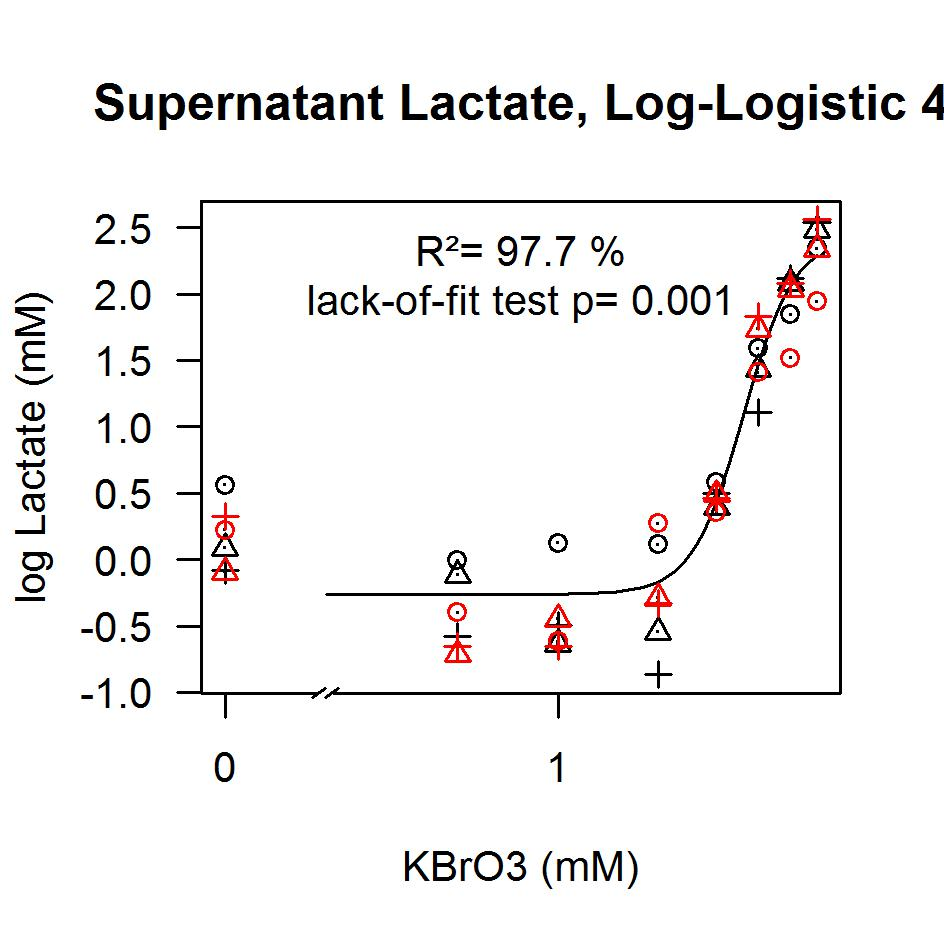 Supernatant Lactate, Log-Logistic 4
R²= 97.7 %
lack-of-fit test p= 0.001
log Lactate (mM)
2.5
2.0
1.5
1.0
0.5
0.0
-0.5
-1.0
0 1
KBrO3 (mM)